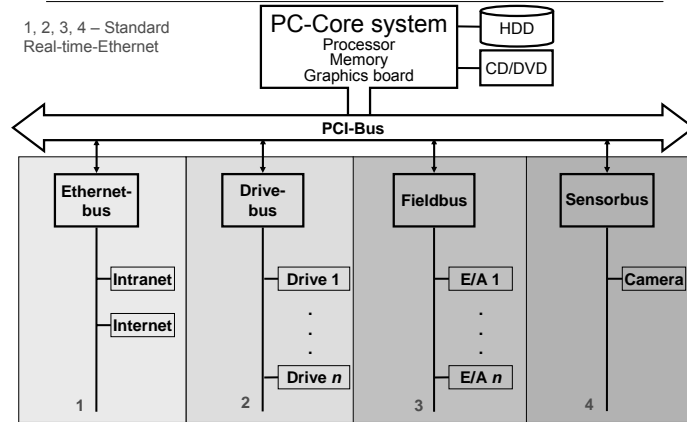 1, 2, 3, 4 – Standard
Real-time-Ethernet
PC-Core system
Processor
Memory
Graphics board
HDD
CD/DVD
PCI-Bus
Ethernet-
bus
Drive-
bus
Fieldbus
Sensorbus
Intranet
Drive 1
E/A 1
Camera
Internet
Drive n
E/A n
1
2
3
4